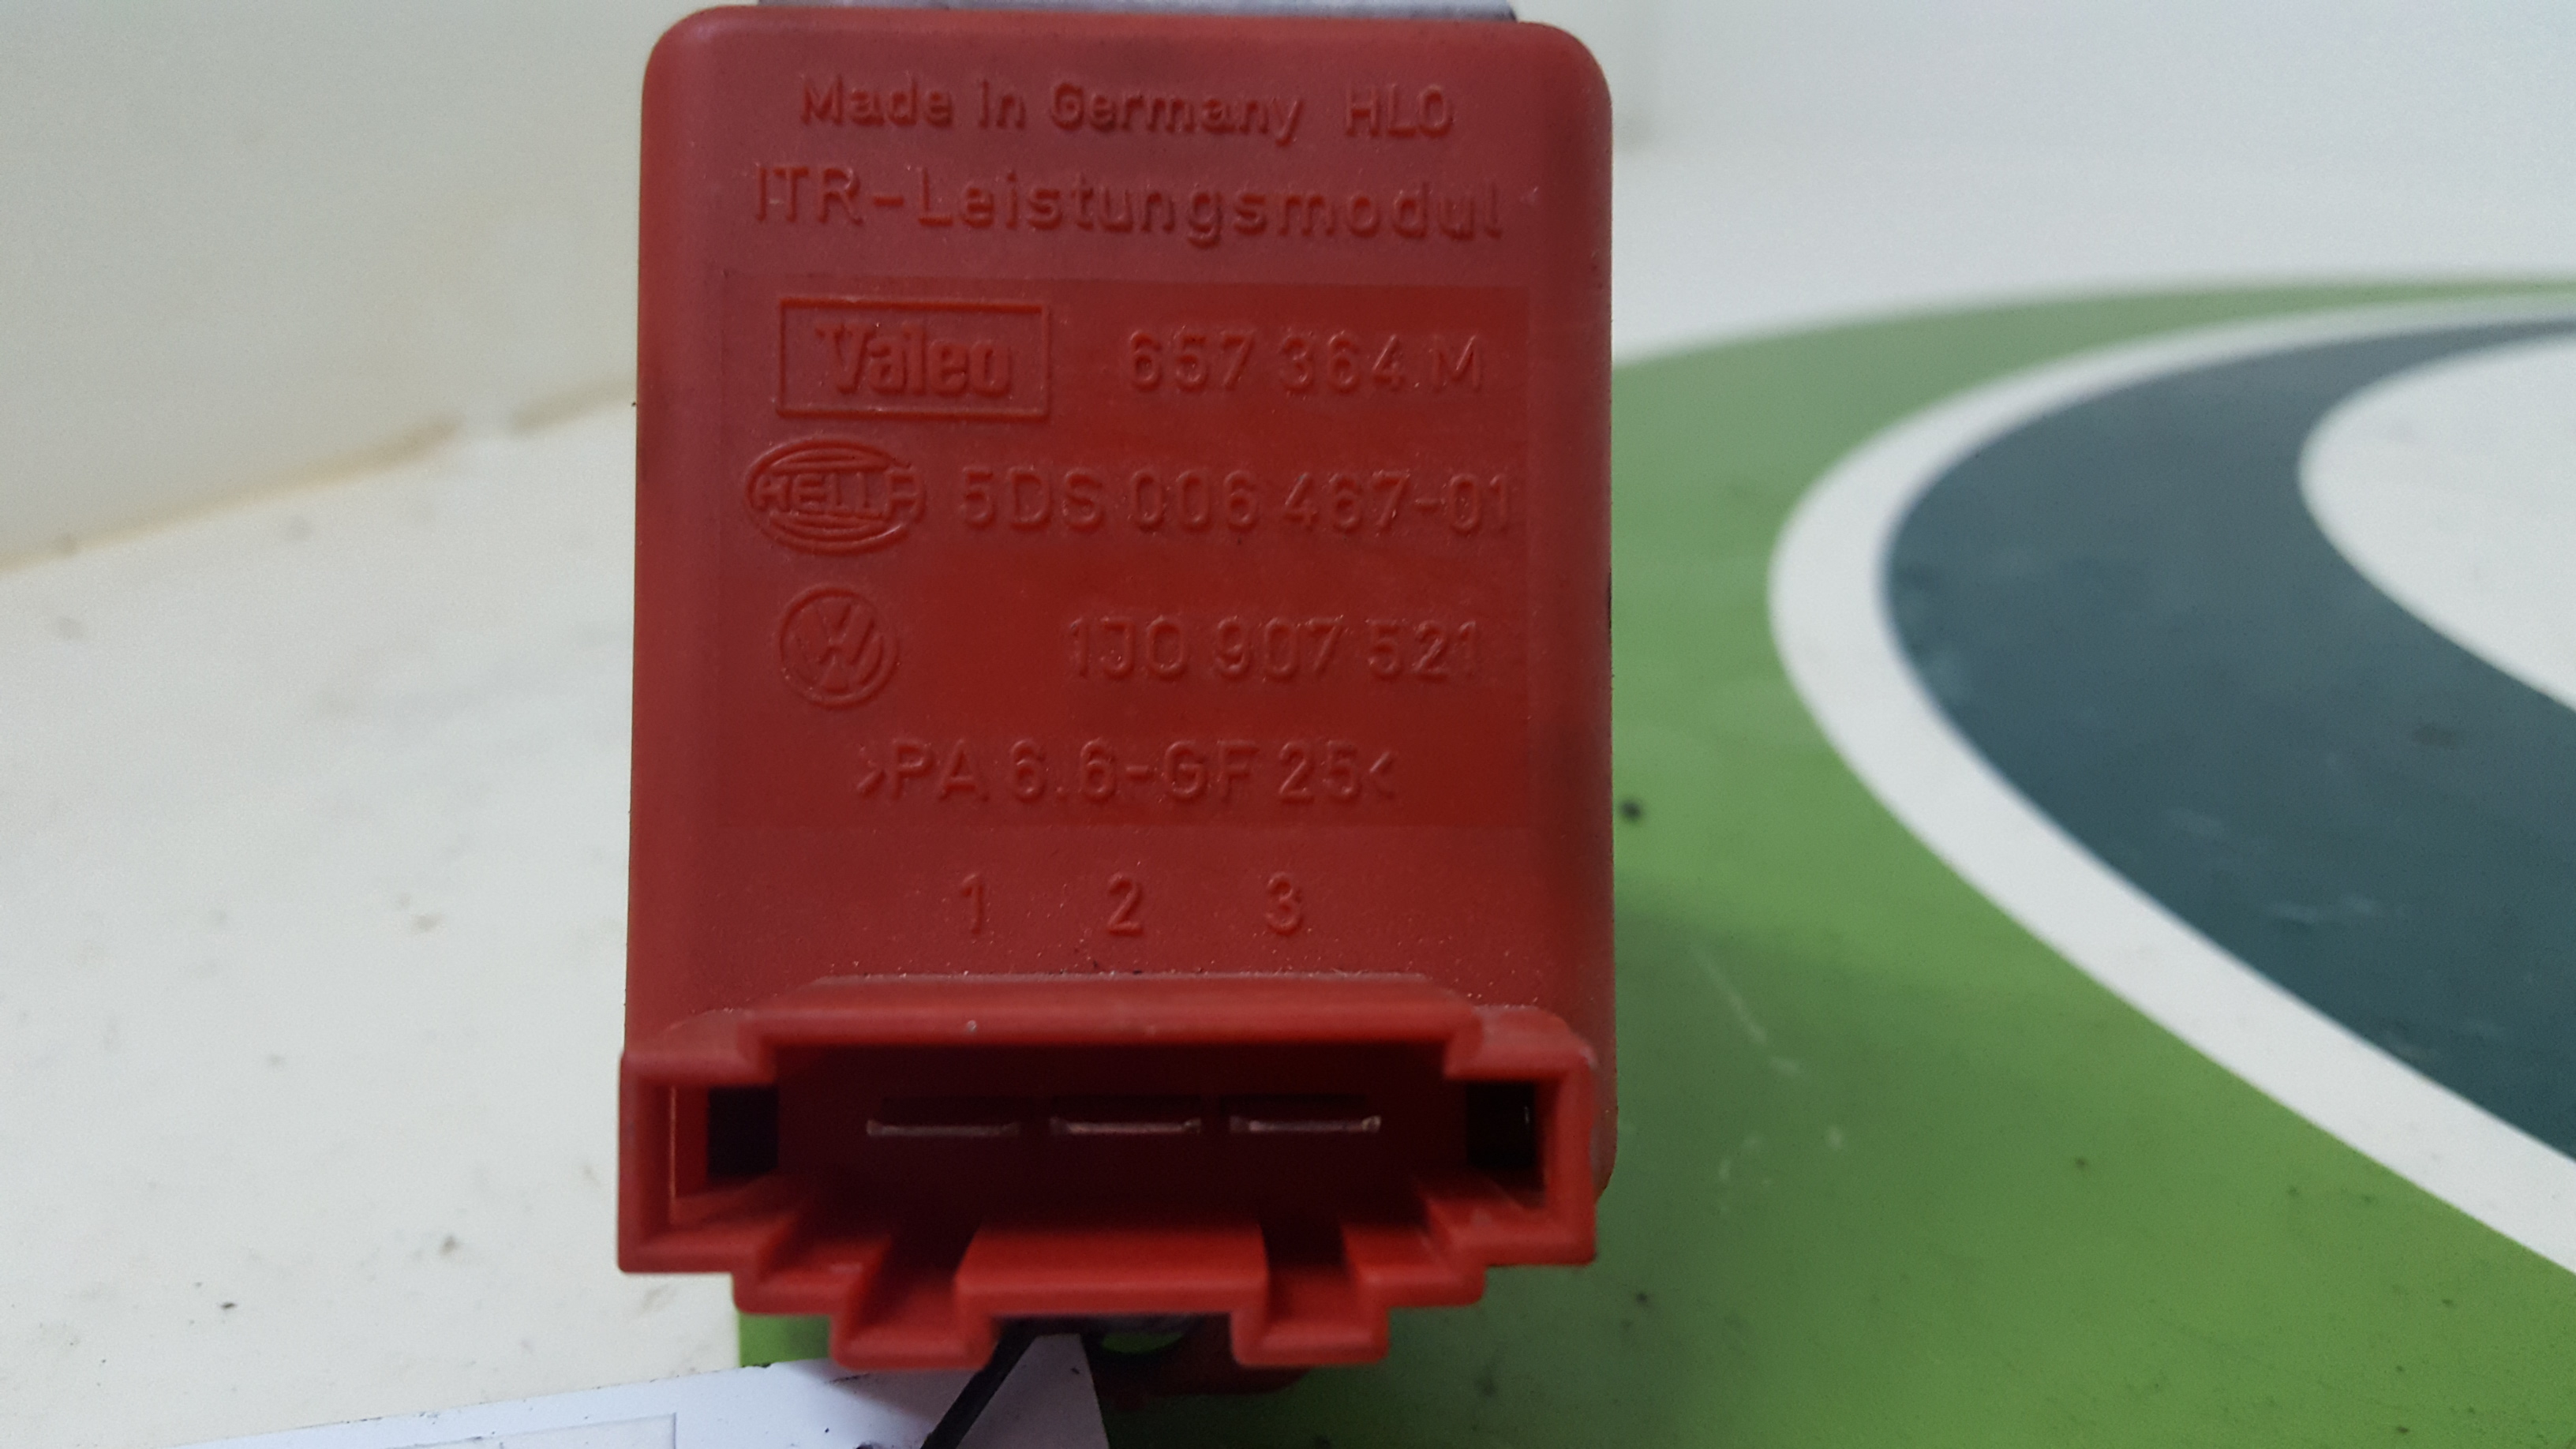 Made in Germany HLO
ITR-Leistungsmodul
Valeo 657 364 M
HELLA 5DS 006 467-01
VW 1J0 907 521
>PA 6.6-GF 25<
1 2 3